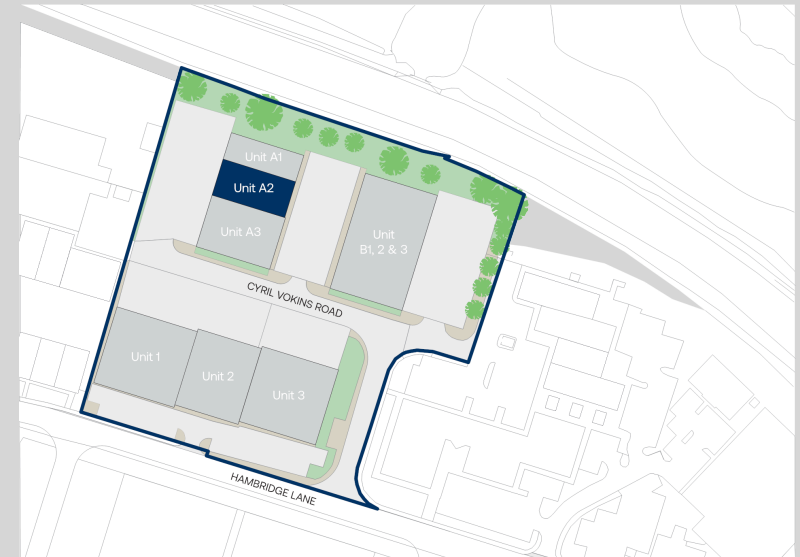 Unit A1
Unit A2
Unit A3
Unit
B1, 2 & 3
CYRIL VOKINS ROAD
Unit 1
Unit 2
Unit 3
HAMBRIDGE LANE